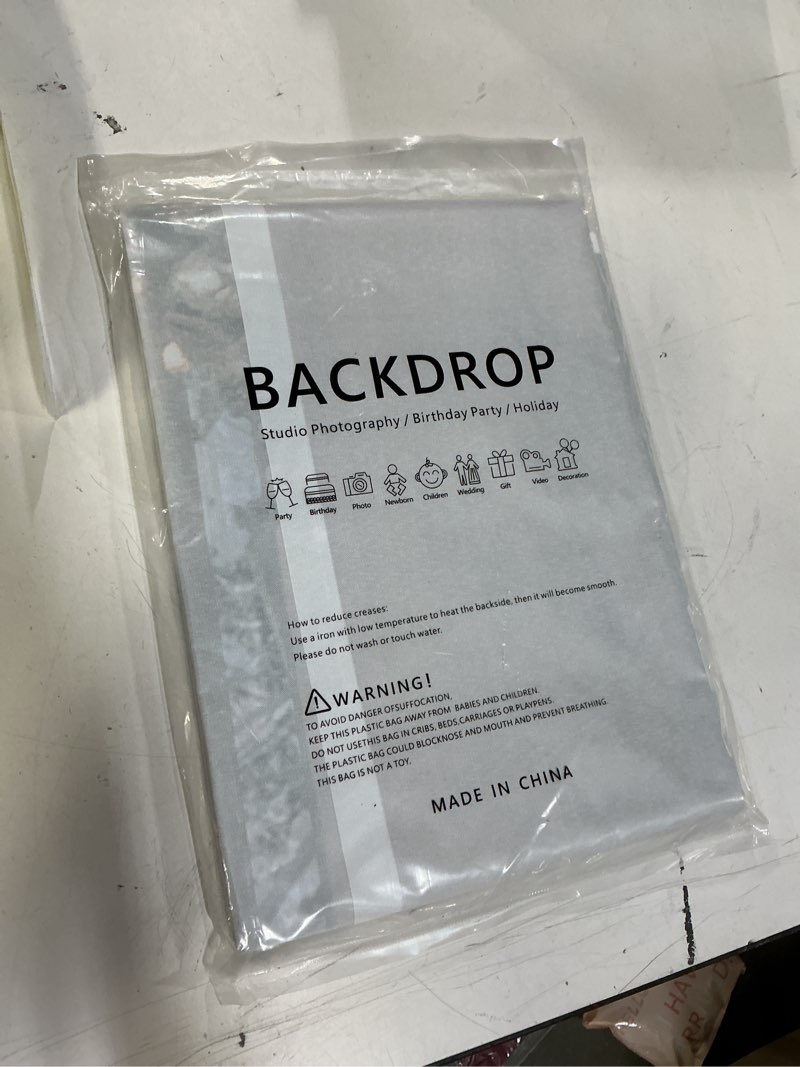 BACKDROP
Studio Photography / Birthday Party / Holiday
Party Birthday Photo Newborn Children Wedding Gift Video Decoration
How to reduce creases:
Use a iron with low temperature to heat the backside, then it will become smooth.
Please do not wash or touch water.
WARNING!
TO AVOID DANGER OFSUFFOCATION,
KEEP THIS PLASTIC BAG AWAY FROM BABIES AND CHILDREN.
DO NOT USETHIS BAG IN CRIBS, BEDS,CARRIAGES OR PLAYPENS.
THE PLASTIC BAG COULD BLOCKNOSE AND MOUTH AND PREVENT BREATHING.
THIS BAG IS NOT A TOY.
MADE IN CHINA